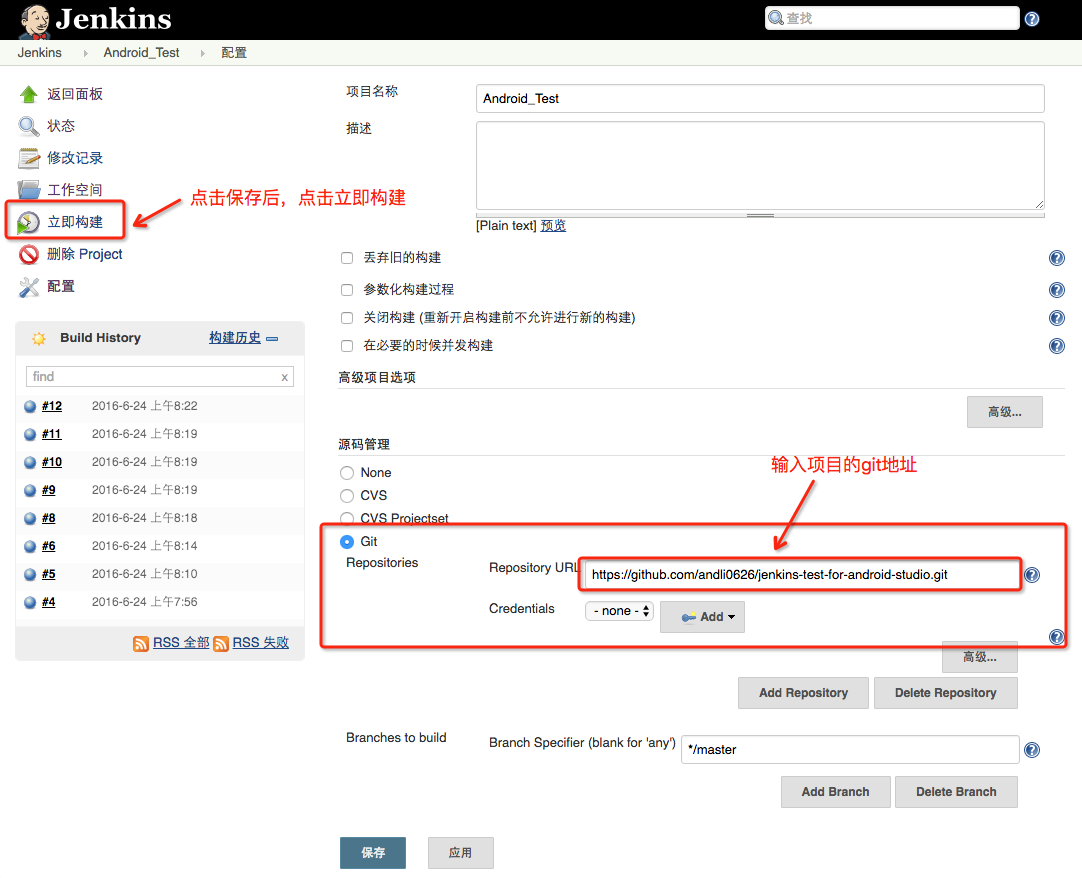 Jenkins
查找
Jenkins
Android_Test
配置
返回面板
状态
修改记录
工作空间
立即构建
删除 Project
配置
点击保存后，点击立即构建
Build History
构建历史
find
x
#12 2016-6-24 上午8:22
#11 2016-6-24 上午8:19
#10 2016-6-24 上午8:19
#9 2016-6-24 上午8:19
#8 2016-6-24 上午8:18
#6 2016-6-24 上午8:14
#5 2016-6-24 上午8:10
#4 2016-6-24 上午7:56
RSS 全部 RSS 失败
项目名称
Android_Test
描述
[Plain text] 预览
丢弃旧的构建
参数化构建过程
关闭构建 (重新开启构建前不允许进行新的构建)
在必要的时候并发构建
高级项目选项
高级...
源码管理
输入项目的git地址
None
CVS
CVS Projectset
Git
Repositories
Repository URL
https://github.com/andli0626/jenkins-test-for-android-studio.git
Credentials
- none -
Add
高级...
Add Repository
Delete Repository
Branches to build
Branch Specifier (blank for 'any')
*/master
Add Branch
Delete Branch
保存
应用